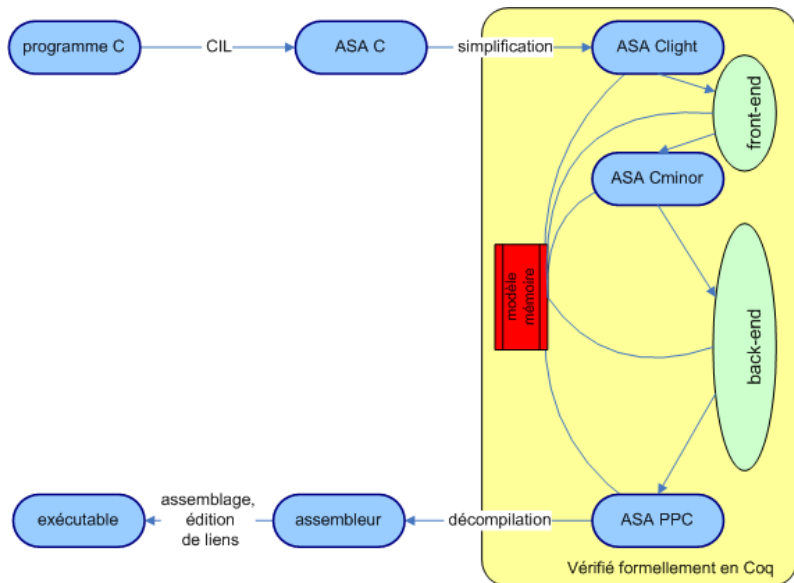 programme C
CIL
ASA C
simplification
ASA Clight
front-end
ASA Cminor
modèle
mémoire
back-end
exécutable
assemblage,
édition
de liens
assembleur
décompilation
ASA PPC
Vérifié formellement en Coq